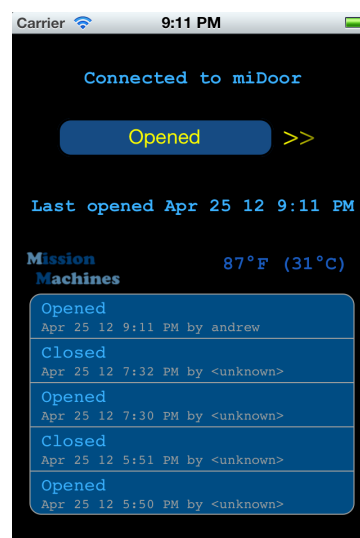 Carrier 9:11 PM
Connected to miDoor
Opened >>
Last opened Apr 25 12 9:11 PM
Mission
Machines
87°F (31°C)
Opened
Apr 25 12 9:11 PM by andrew
Closed
Apr 25 12 7:32 PM by <unknown>
Opened
Apr 25 12 7:30 PM by <unknown>
Closed
Apr 25 12 5:51 PM by <unknown>
Opened
Apr 25 12 5:50 PM by <unknown>